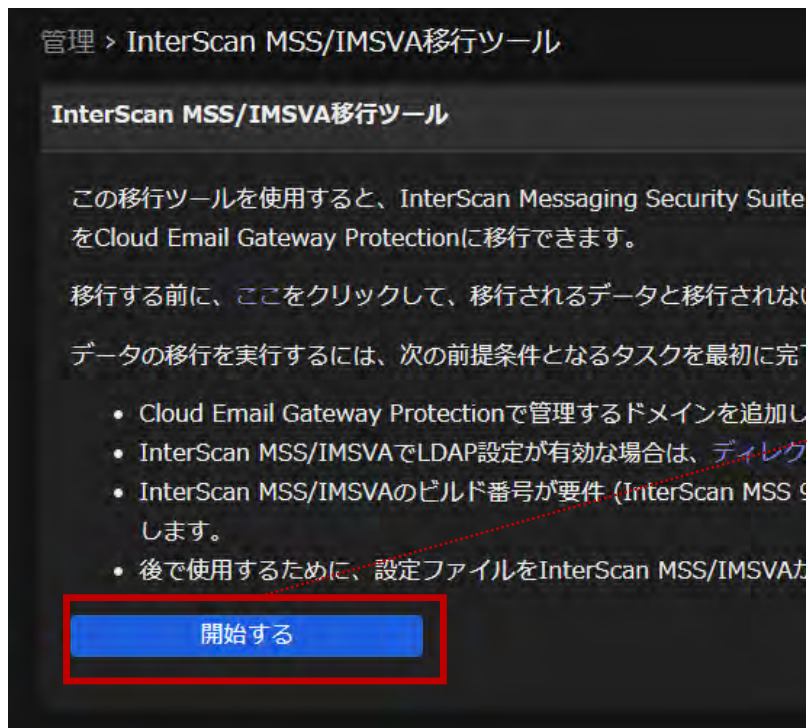 管理 > InterScan MSS/IMSVA移行ツール
InterScan MSS/IMSVA移行ツール
この移行ツールを使用すると、InterScan Messaging Security Suite
をCloud Email Gateway Protectionに移行できます。
移行する前に、ここをクリックして、移行されるデータと移行されない
データの移行を実行するには、次の前提条件となるタスクを最初に完
• Cloud Email Gateway Protectionで管理するドメインを追加し
• InterScan MSS/IMSVAでLDAP設定が有効な場合は、ディレク
• InterScan MSS/IMSVAのビルド番号が要件 (InterScan MSS 9
します。
• 後で使用するために、設定ファイルをInterScan MSS/IMSVAか
開始する